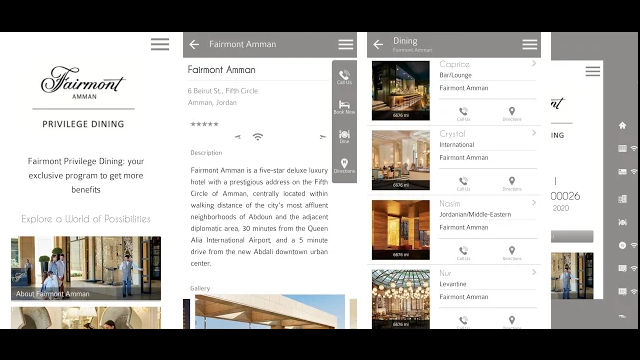 Fairmont
AMMAN
PRIVILEGE DINING
Fairmont Privilege Dining: your
exclusive program to get more
benefits
Explore a World of Possibilities
About Fairmont Amman
Fairmont Amman
Fairmont Amman
6 Beirut St., Fifth Circle
Amman, Jordan
Call Us
Book Now
Dine
Directions
Description
Fairmont Amman is a five-star deluxe luxury
hotel with a prestigious address on the Fifth
Circle of Amman, centrally located within
walking distance of the city's most affluent
neighborhoods of Abdoun and the adjacent
diplomatic area, 30 minutes from the Queen
Alia International Airport, and a 5 minute
drive from the new Abdali downtown urban
center.
Gallery
Dining
Fairmont Amman
Caprice
Bar/Lounge
Fairmont Amman
6676 mi
Call Us
Directions
Crystal
International
Fairmont Amman
6676 mi
Call Us
Directions
Nasim
Jordanian/Middle-Eastern
Fairmont Amman
6676 mi
Call Us
Directions
Nur
Levantine
Fairmont Amman
6676 mi
Call Us
Directions
00026
2020